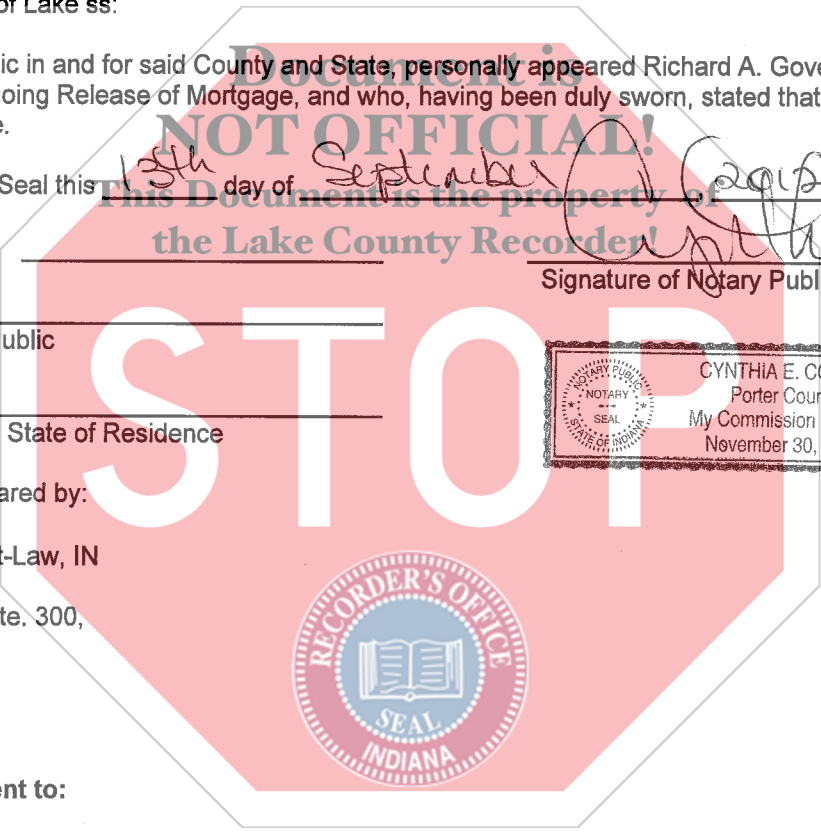 of Lake ss:
Document is
ic in and for said County and State, personally appeared Richard A. Gove
oing Release of Mortgage, and who, having been duly sworn, stated that
e.
NOT OFFICIAL!
Seal this 13th day of September
This Document is the property of
the Lake County Recorder!
Signature of Notary Publ
ublic
CYNTHIA E. CO
Porter Coun
My Commission
November 30,
NOTARY PUBLIC
NOTARY
SEAL
STATE OF INDIANA
State of Residence
STOP
ared by:
t-Law, IN
te. 300,
RECORDER'S OFFICE
SEAL
INDIANA
ent to: